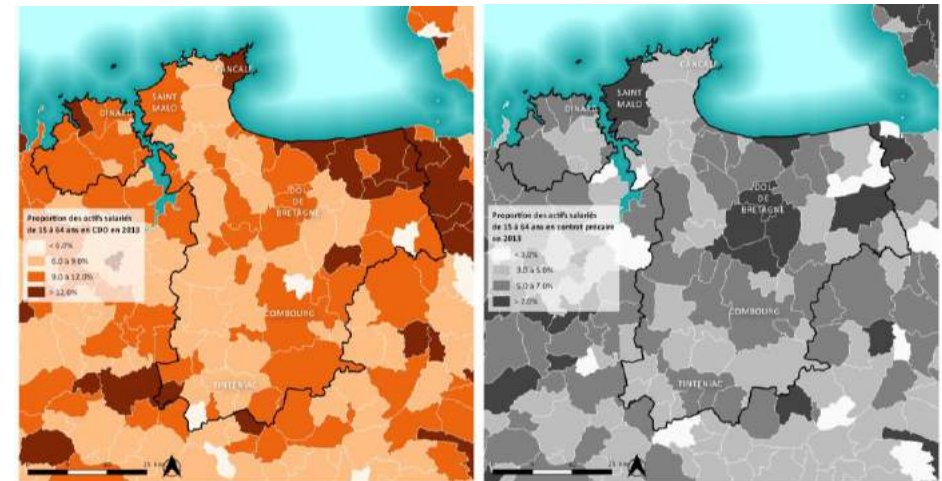 CANCALE
SAINT
MALO
DINARD
DOL
DE
BRETAGNE
Proportion des actifs salariés
de 15 à 64 ans en CDD en 2013
< 6.0%
6.0 à 9.0%
9.0 à 12.0%
> 12.0%
COMBOURG
TINTENIAC
CANCALE
SAINT
MALO
DINARD
DOL
DE
BRETAGNE
Proportion des actifs salariés
de 15 à 64 ans en contrat précaire
en 2013
< 3.0%
3.0 à 5.0%
5.0 à 7.0%
> 7.0%
COMBOURG
TINTENIAC